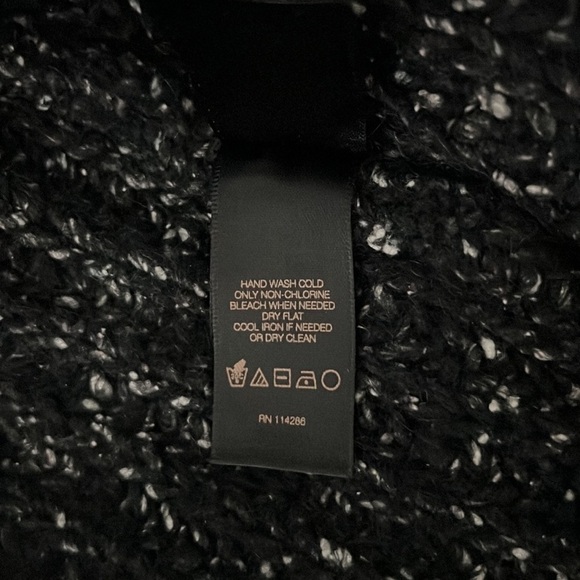 HAND WASH COLD
ONLY NON-CHLORINE
BLEACH WHEN NEEDED
DRY FLAT
COOL IRON IF NEEDED
OR DRY CLEAN
RN 114286